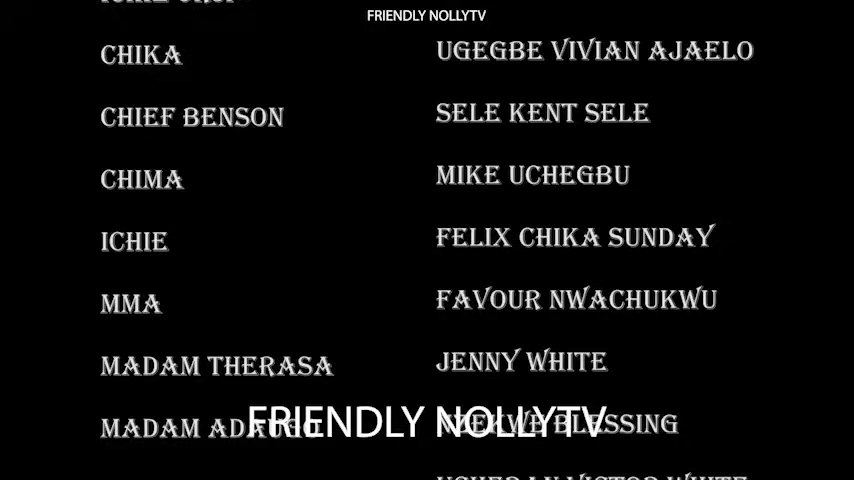 FRIENDLY NOLLYTV
CHIKA UGEGBE VIVIAN AJAELO
CHIEF BENSON SELE KENT SELE
CHIMA MIKE UCHEGBU
ICHIE FELIX CHIKA SUNDAY
MMA FAVOUR NWACHUKWU
MADAM THERASA JENNY WHITE
MADAM BLESSING
FRIENDLY NOLLYTV